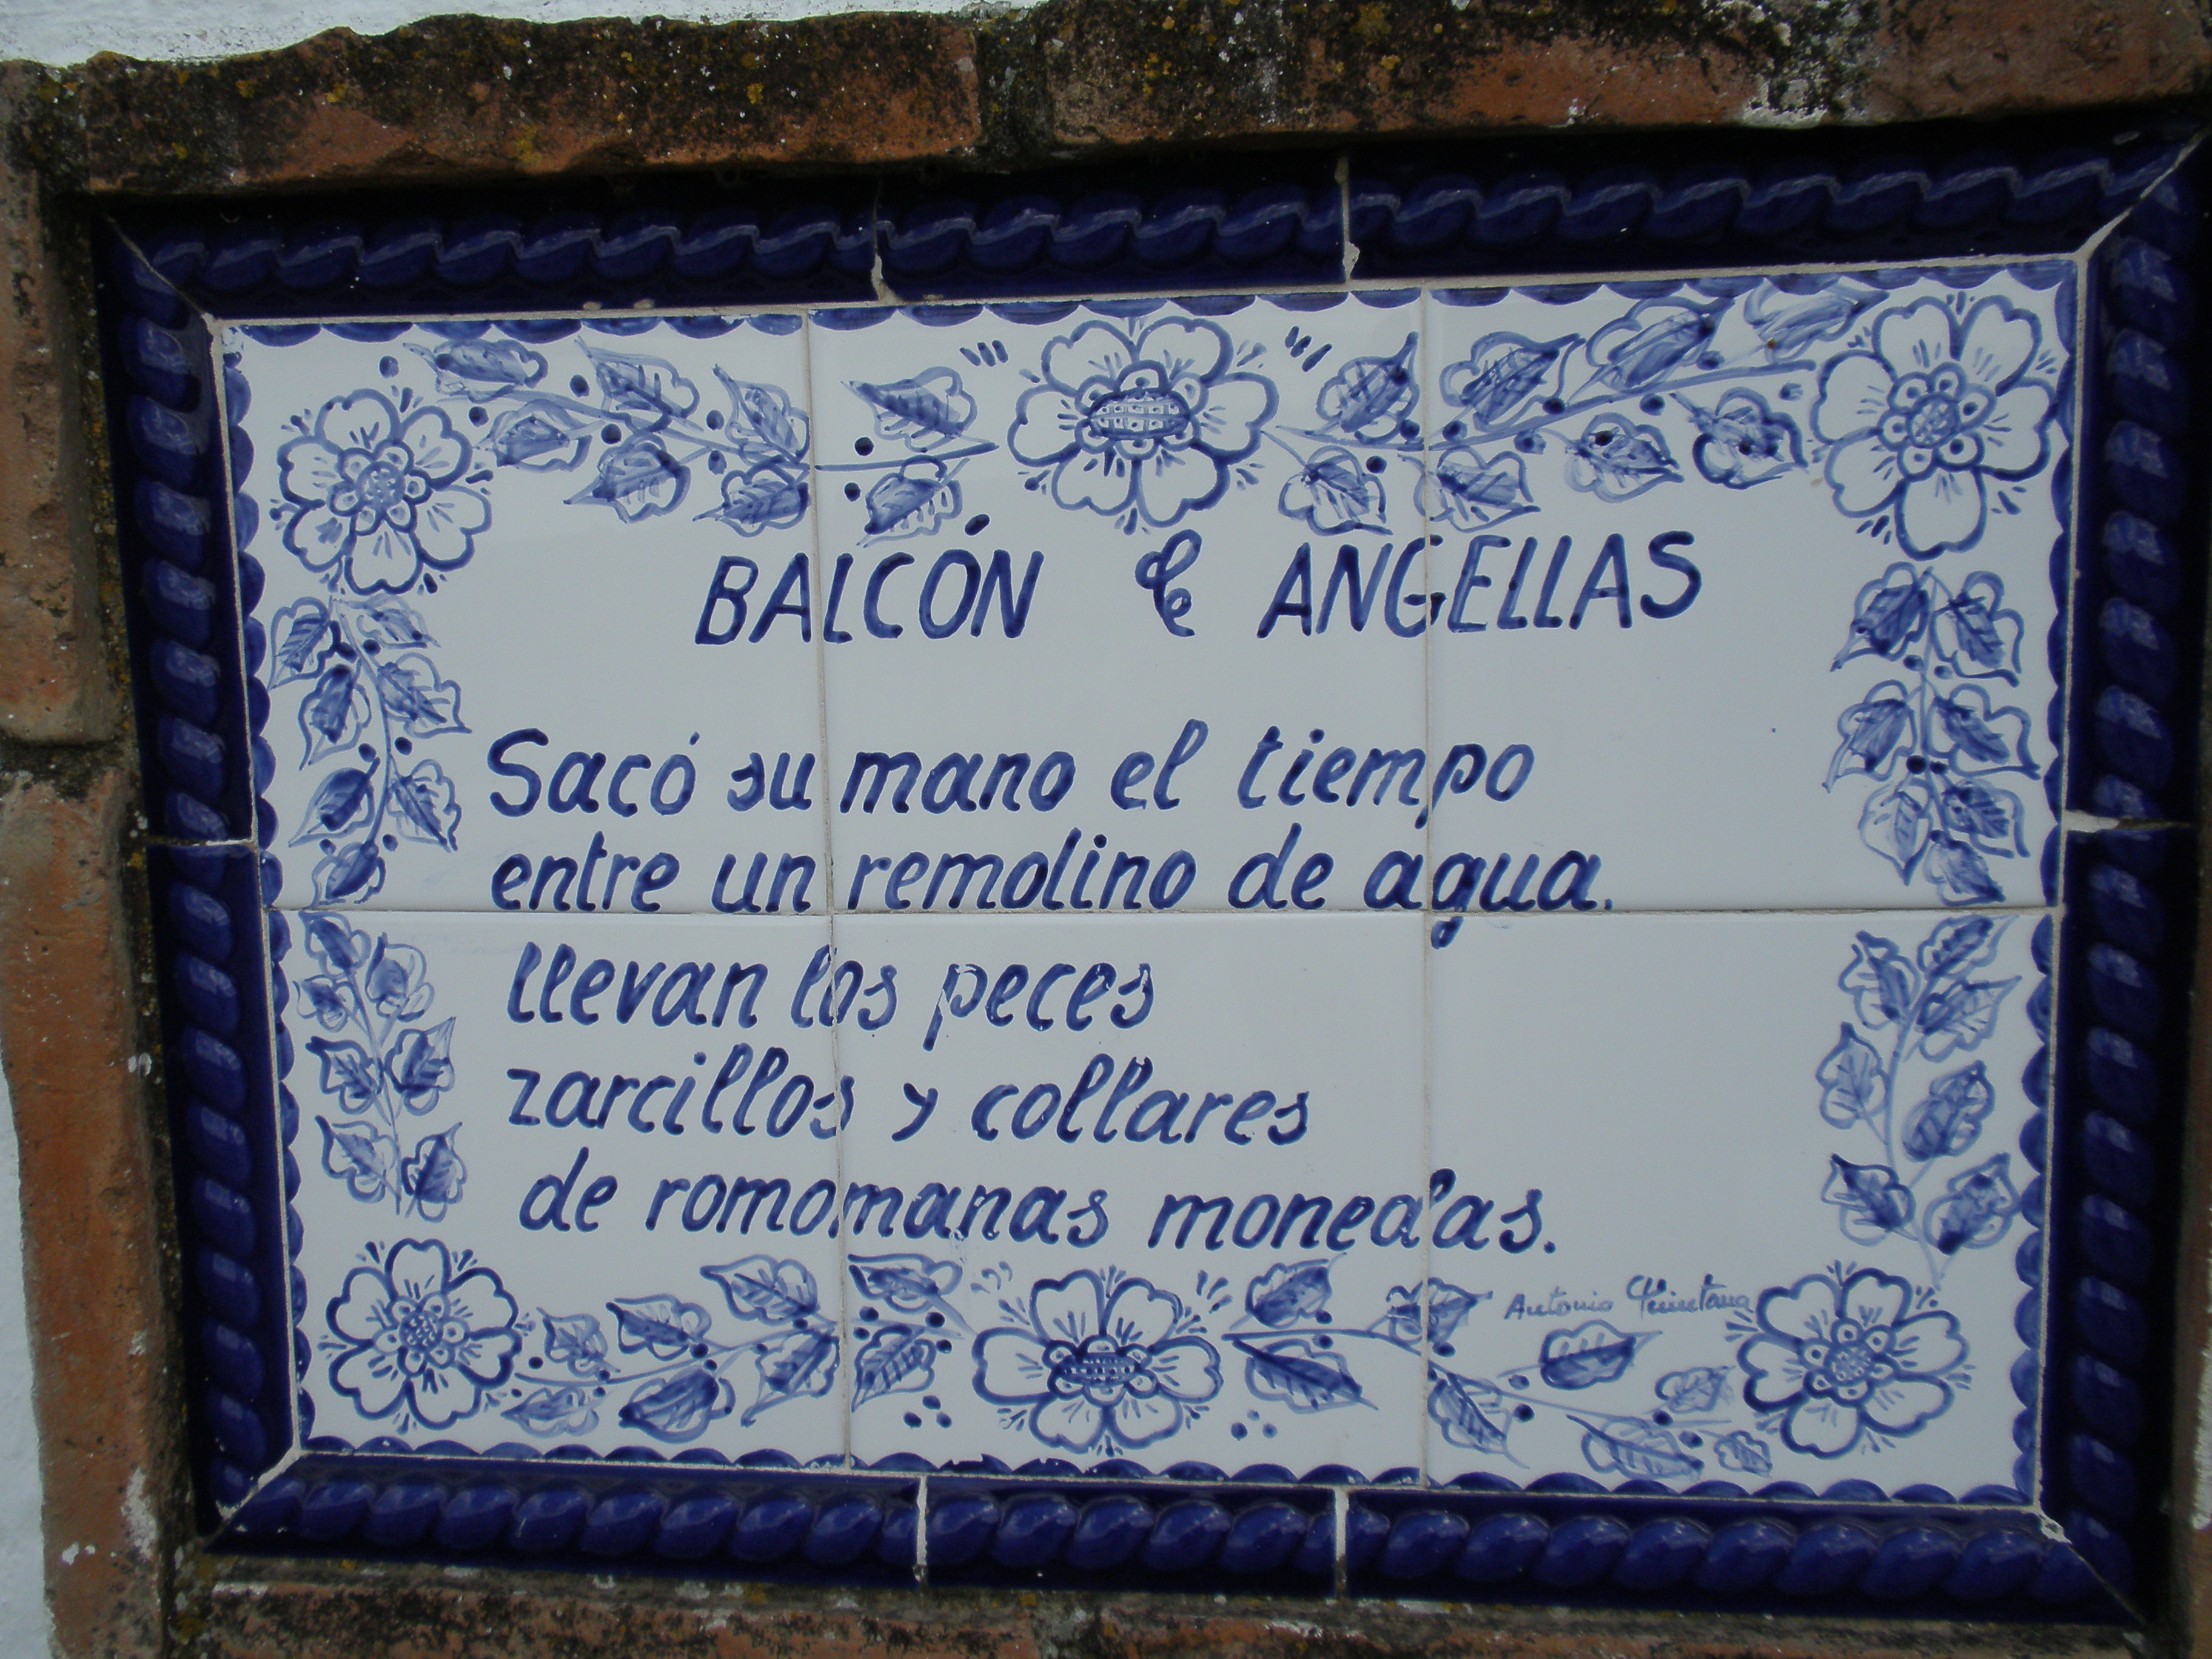 BALCÓN de ANGELLAS
Sacó su mano el tiempo
entre un remolino de agua.
llevan los peces
zarcillos y collares
de romomanas monedas.
Antonio Quintana